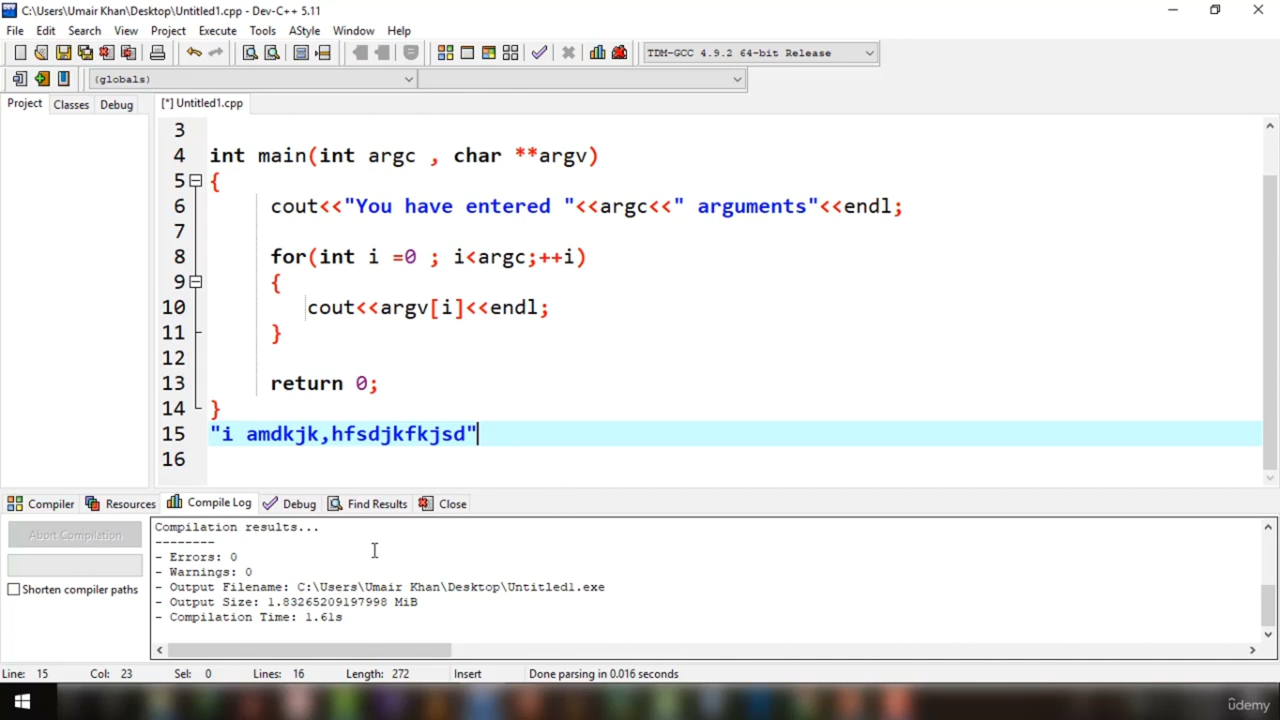 C:\Users\Umair Khan\Desktop\Untitled1.cpp - Dev-C++ 5.11
File Edit Search View Project Execute Tools AStyle Window Help
TDM-GCC 4.9.2 64-bit Release
(globals)
Project Classes Debug [*] Untitled1.cpp
3
4 int main(int argc , char **argv)
5 {
6 cout<<"You have entered "<<argc<<" arguments"<<endl;
7
8 for(int i =0 ; i<argc;++i)
9 {
10 cout<<argv[i]<<endl;
11 }
12
13 return 0;
14 }
15 "i amdkjk,hfsdjkfkjsd"
16
Compiler Resources Compile Log Debug Find Results Close
Abort Compilation
Shorten compiler paths
Compilation results...
--------
- Errors: 0
- Warnings: 0
- Output Filename: C:\Users\Umair Khan\Desktop\Untitled1.exe
- Output Size: 1.83265209197998 MiB
- Compilation Time: 1.61s
Line: 15 Col: 23 Sel: 0 Lines: 16 Length: 272 Insert Done parsing in 0.016 seconds
ûdemy